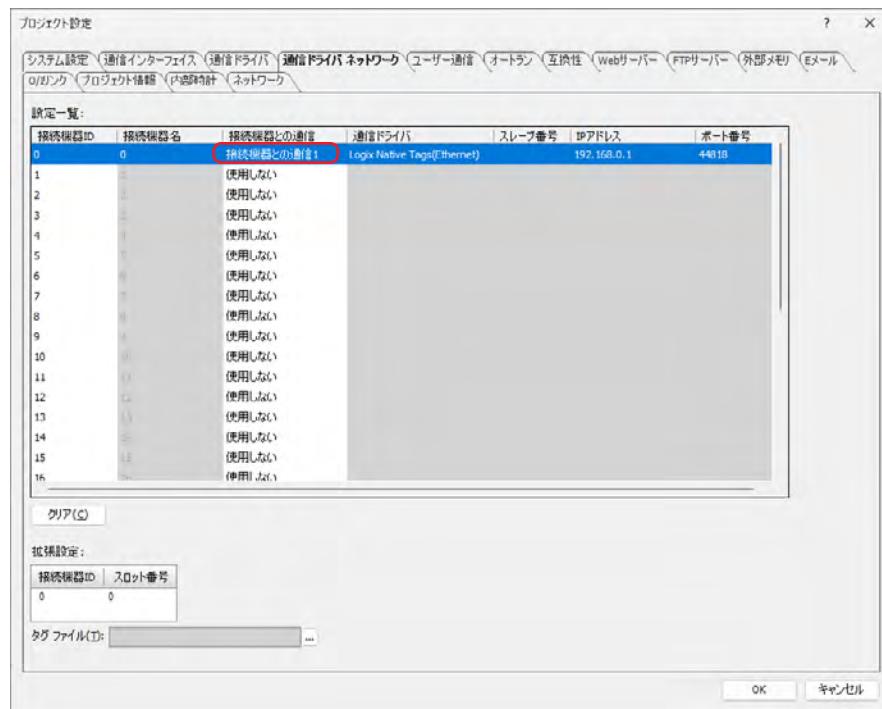 プロジェクト設定 ? ×
システム設定 通信インターフェイス 通信ドライバ 通信ドライバ ネットワーク ユーザー通信 オートラン 互換性 Webサーバー FTPサーバー 外部メモリ Eメール
O/Iリンク プロジェクト情報 内部時計 ネットワーク
設定一覧:
接続機器ID 接続機器名 接続機器との通信 通信ドライバ スレーブ番号 IPアドレス ポート番号
0 0 接続機器との通信1 Logix Native Tags(Ethernet) 192.168.0.1 44818
1 使用しない
2 使用しない
3 使用しない
4 使用しない
5 使用しない
6 使用しない
7 使用しない
8 使用しない
9 使用しない
10 使用しない
11 使用しない
12 使用しない
13 使用しない
14 使用しない
15 使用しない
16 使用しない
クリア(C)
拡張設定:
接続機器ID スロット番号
0 0
タグ ファイル(T): ...
OK キャンセル